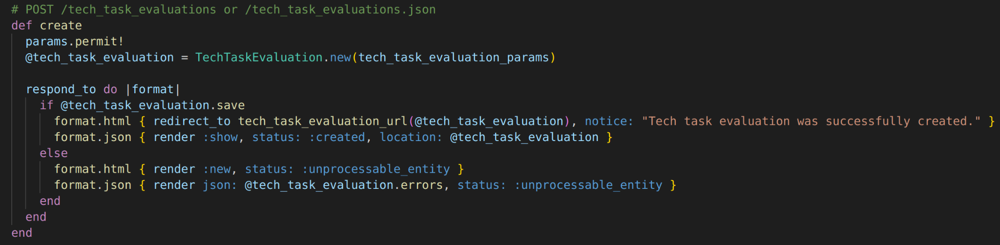 # POST /tech_task_evaluations or /tech_task_evaluations.json
def create
  params.permit!
  @tech_task_evaluation = TechTaskEvaluation.new(tech_task_evaluation_params)

  respond_to do |format|
    if @tech_task_evaluation.save
      format.html { redirect_to tech_task_evaluation_url(@tech_task_evaluation), notice: "Tech task evaluation was successfully created." }
      format.json { render :show, status: :created, location: @tech_task_evaluation }
    else
      format.html { render :new, status: :unprocessable_entity }
      format.json { render json: @tech_task_evaluation.errors, status: :unprocessable_entity }
    end
  end
end